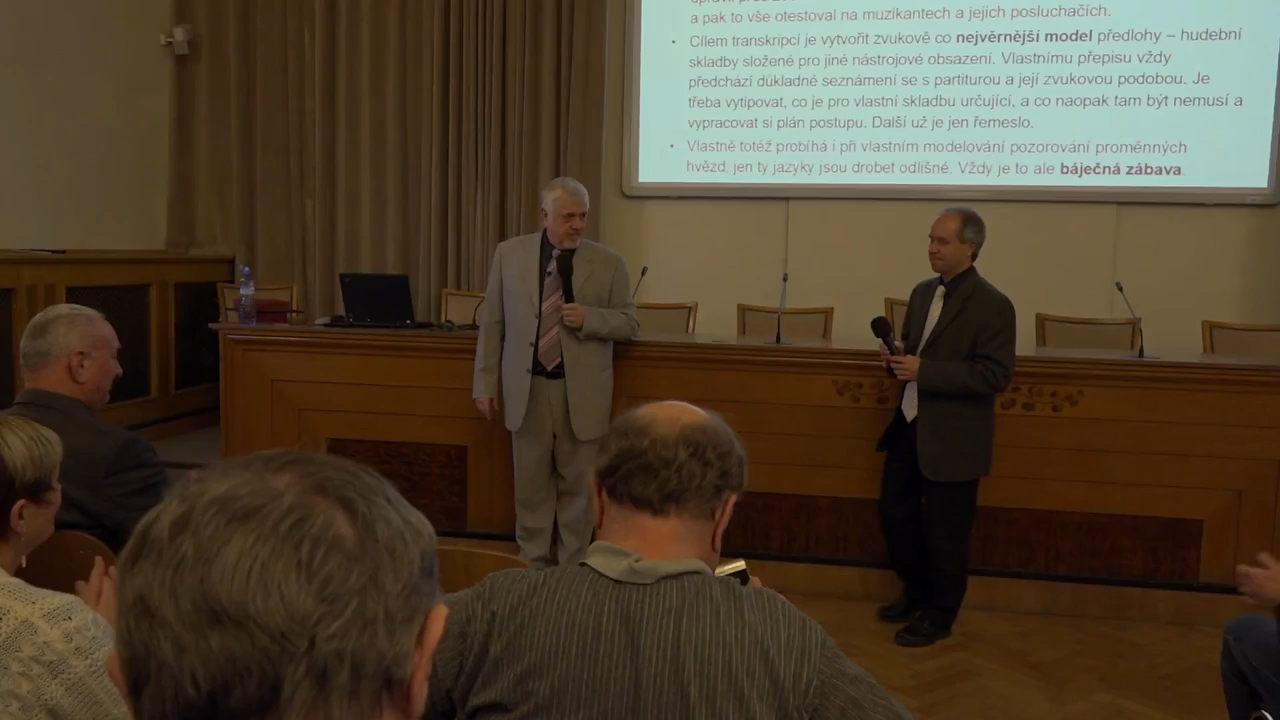 a pak to vše otestoval na muzikantech a jejich posluchačích.
• Cílem transkripcí je vytvořit zvukově co nejvěrnější model předlohy – hudební
skladby složené pro jiné nástrojové obsazení. Vlastnímu přepisu vždy
předchází důkladné seznámení se s partiturou a její zvukovou podobou. Je
třeba vytipovat, co je pro vlastní skladbu určující, a co naopak tam být nemusí a
vypracovat si plán postupu. Další už je jen řemeslo.
• Vlastně totéž probíhá i při vlastním modelování pozorování proměnných
hvězd, jen ty jazyky jsou drobet odlišné. Vždy je to ale báječná zábava.